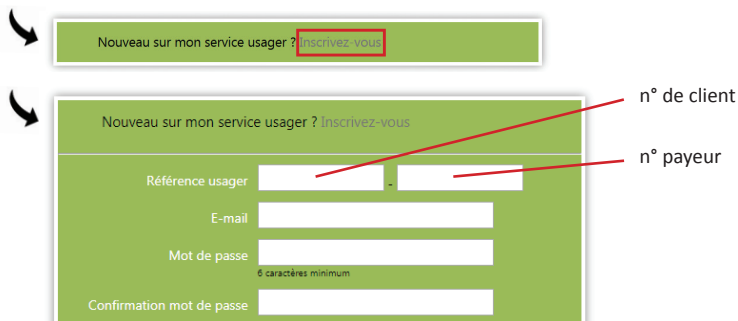 Nouveau sur mon service usager ? Inscrivez-vous
n° de client
Nouveau sur mon service usager ? Inscrivez-vous
n° payeur
Référence usager -
E-mail
Mot de passe
6 caractères minimum
Confirmation mot de passe